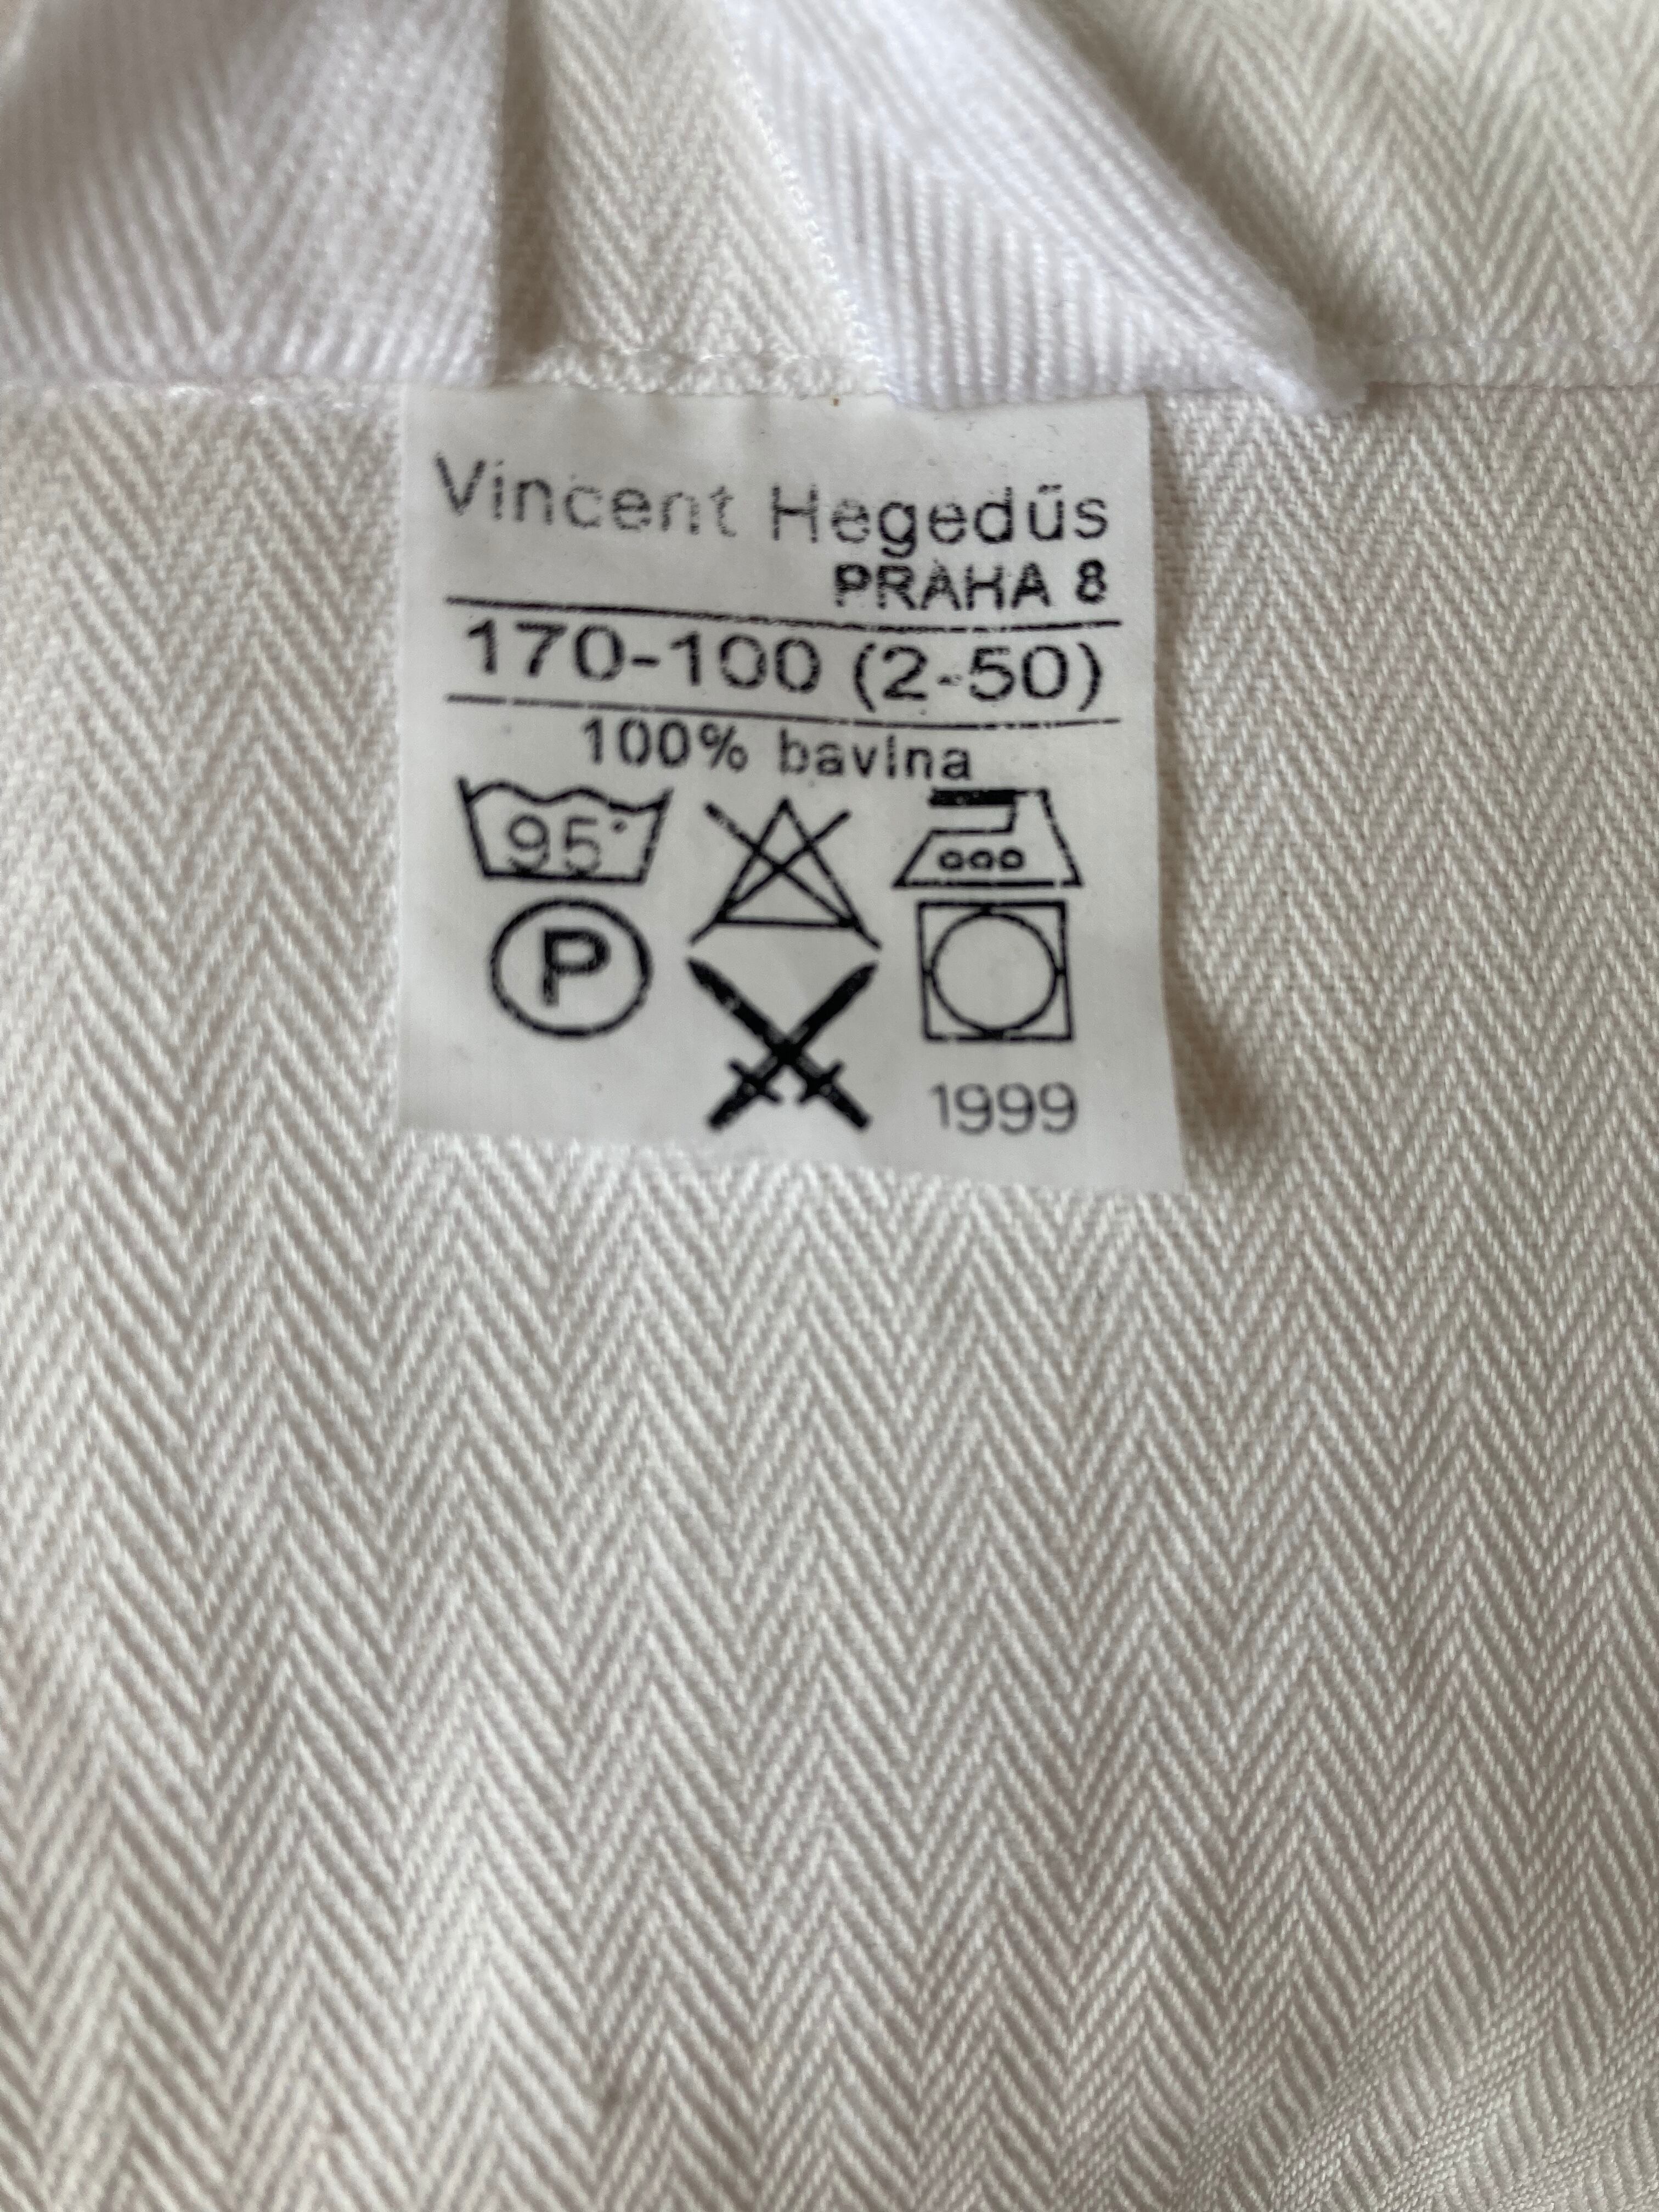 Vincent Hegedűs
PRAHA 8
170-100 (2-50)
100% bavlna
95°
P
1999